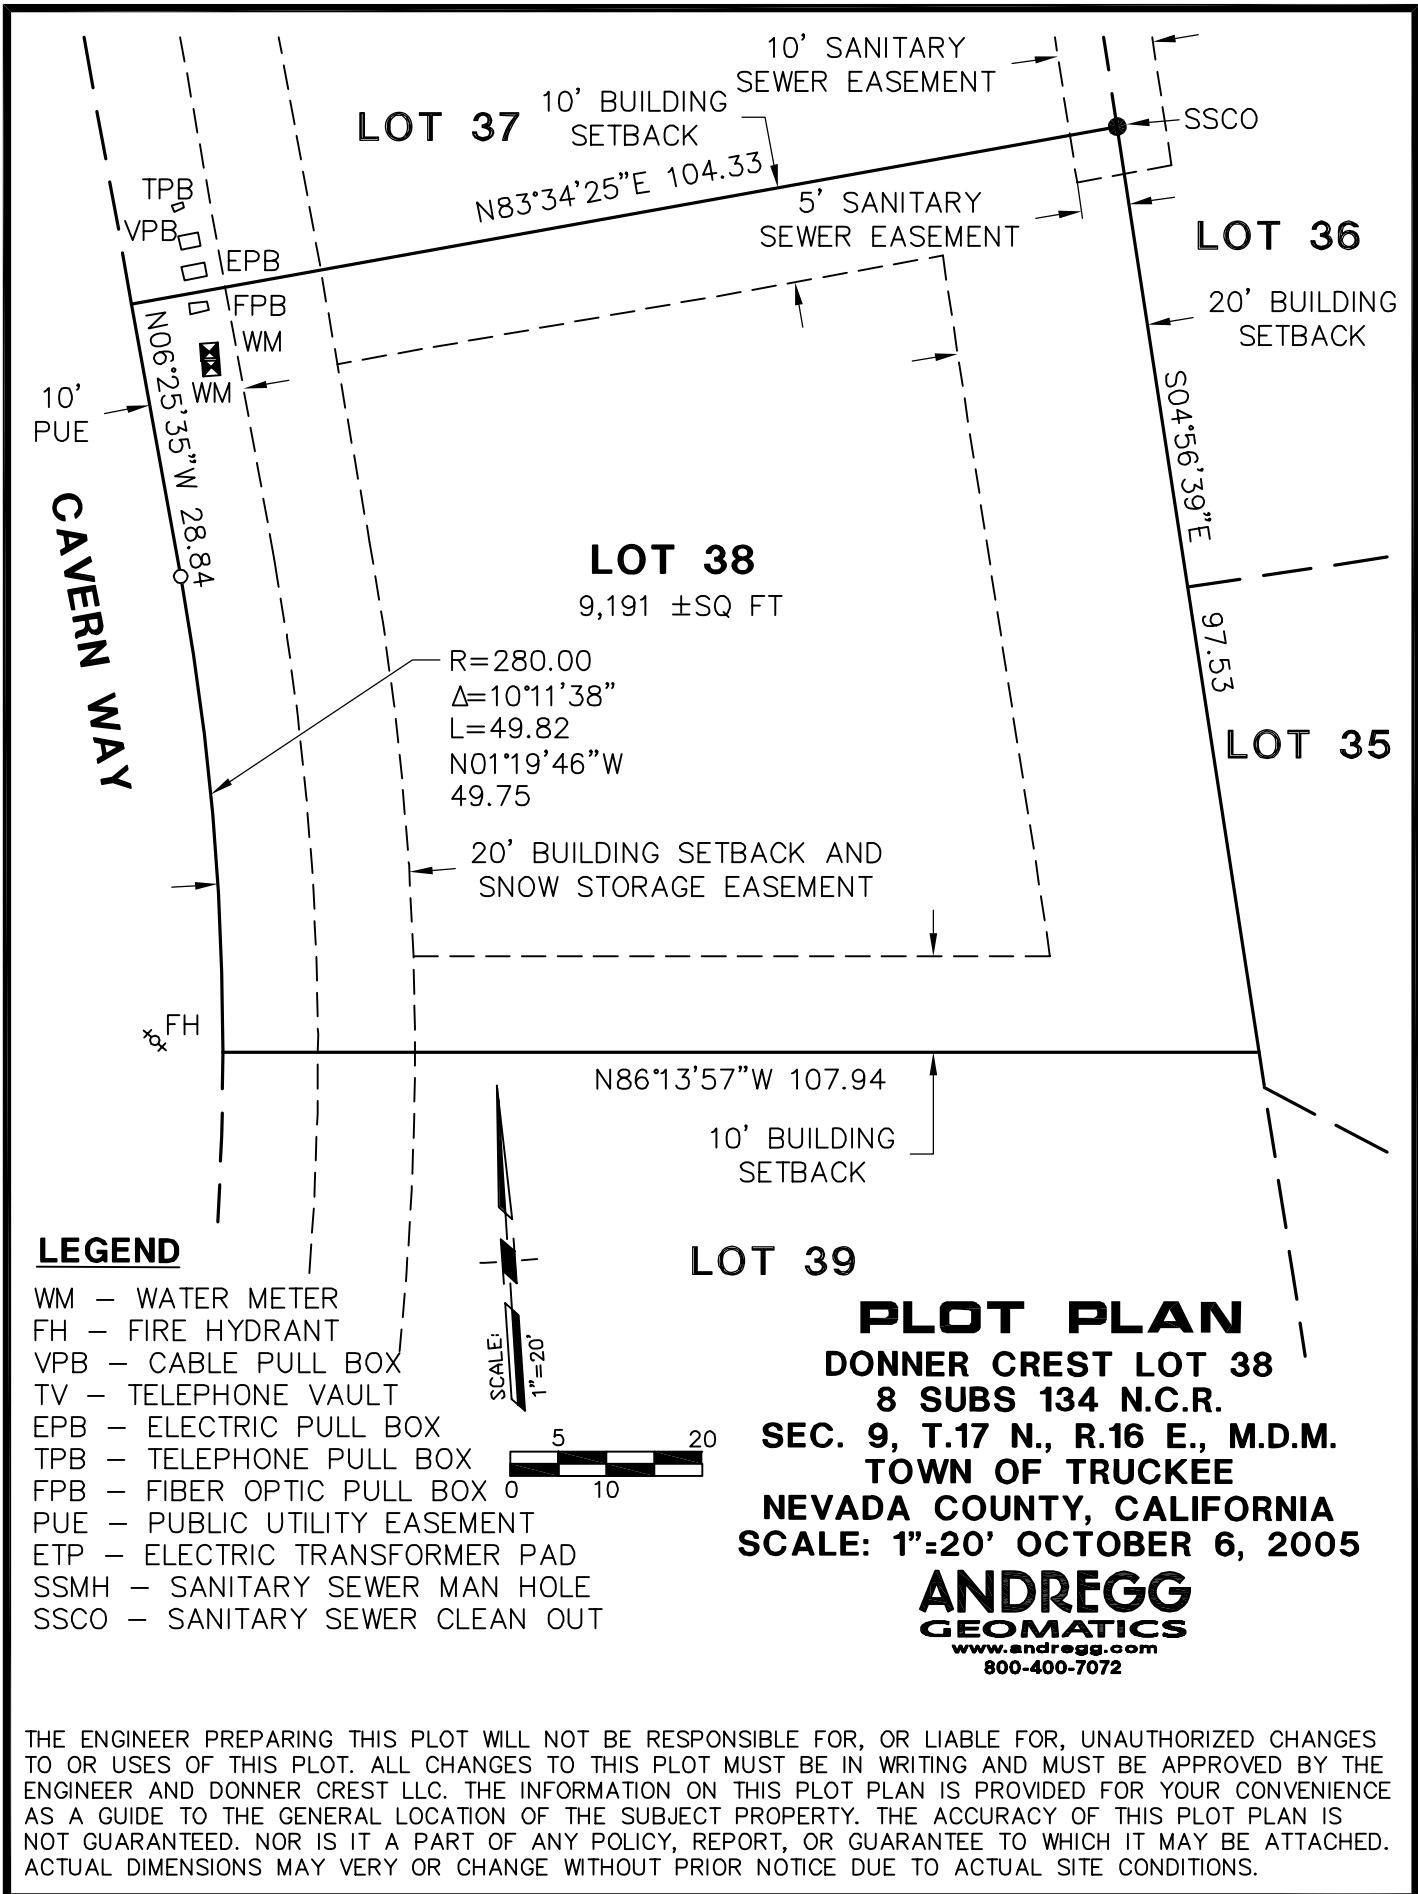 10' SANITARY
SEWER EASEMENT
LOT 37
10' BUILDING
SETBACK
SSCO
N83°34'25"E 104.33
TPB
VPB
EPB
5' SANITARY
SEWER EASEMENT
LOT 36
FPB
WM
WM
20' BUILDING
SETBACK
10'
PUE
N06°25'35"W 28.84
S04°56'39"E
97.53
CAVERN WAY
LOT 38
9,191 ±SQ FT
R=280.00
Δ=10°11'38"
L=49.82
N01°19'46"W
49.75
LOT 35
20' BUILDING SETBACK AND
SNOW STORAGE EASEMENT
FH
N86°13'57"W 107.94
10' BUILDING
SETBACK
LOT 39
LEGEND
WM – WATER METER
FH – FIRE HYDRANT
VPB – CABLE PULL BOX
TV – TELEPHONE VAULT
EPB – ELECTRIC PULL BOX
TPB – TELEPHONE PULL BOX
FPB – FIBER OPTIC PULL BOX
PUE – PUBLIC UTILITY EASEMENT
ETP – ELECTRIC TRANSFORMER PAD
SSMH – SANITARY SEWER MAN HOLE
SSCO – SANITARY SEWER CLEAN OUT
SCALE:
1"=20'
5 20
0 10
PLOT PLAN
DONNER CREST LOT 38
8 SUBS 134 N.C.R.
SEC. 9, T.17 N., R.16 E., M.D.M.
TOWN OF TRUCKEE
NEVADA COUNTY, CALIFORNIA
SCALE: 1"=20' OCTOBER 6, 2005
ANDREGG
GEOMATICS
www.andregg.com
800-400-7072
THE ENGINEER PREPARING THIS PLOT WILL NOT BE RESPONSIBLE FOR, OR LIABLE FOR, UNAUTHORIZED CHANGES
TO OR USES OF THIS PLOT. ALL CHANGES TO THIS PLOT MUST BE IN WRITING AND MUST BE APPROVED BY THE
ENGINEER AND DONNER CREST LLC. THE INFORMATION ON THIS PLOT PLAN IS PROVIDED FOR YOUR CONVENIENCE
AS A GUIDE TO THE GENERAL LOCATION OF THE SUBJECT PROPERTY. THE ACCURACY OF THIS PLOT PLAN IS
NOT GUARANTEED. NOR IS IT A PART OF ANY POLICY, REPORT, OR GUARANTEE TO WHICH IT MAY BE ATTACHED.
ACTUAL DIMENSIONS MAY VERY OR CHANGE WITHOUT PRIOR NOTICE DUE TO ACTUAL SITE CONDITIONS.